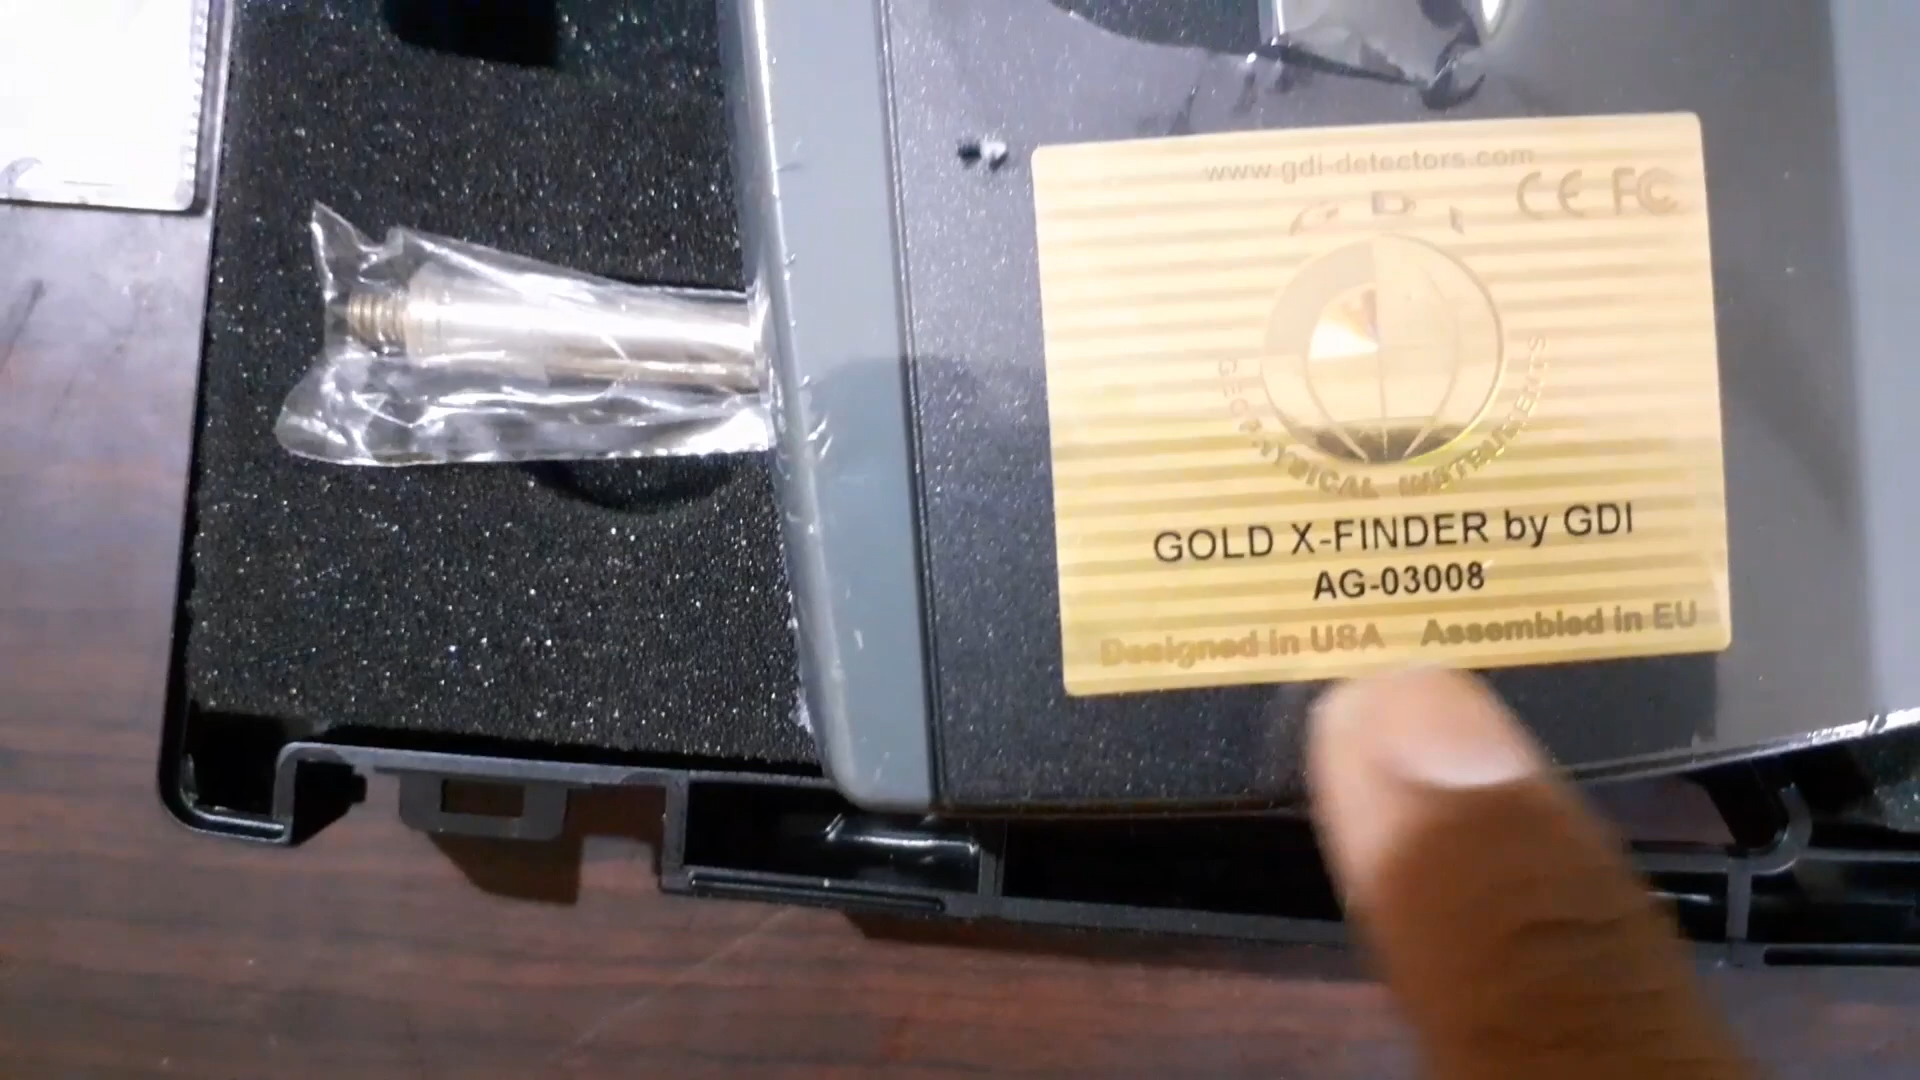 www.gdi-detectors.com
CE FC
GDI
GEOPHYSICAL INSTRUMENTS
GOLD X-FINDER by GDI
AG-03008
Designed in USA Assembled in EU